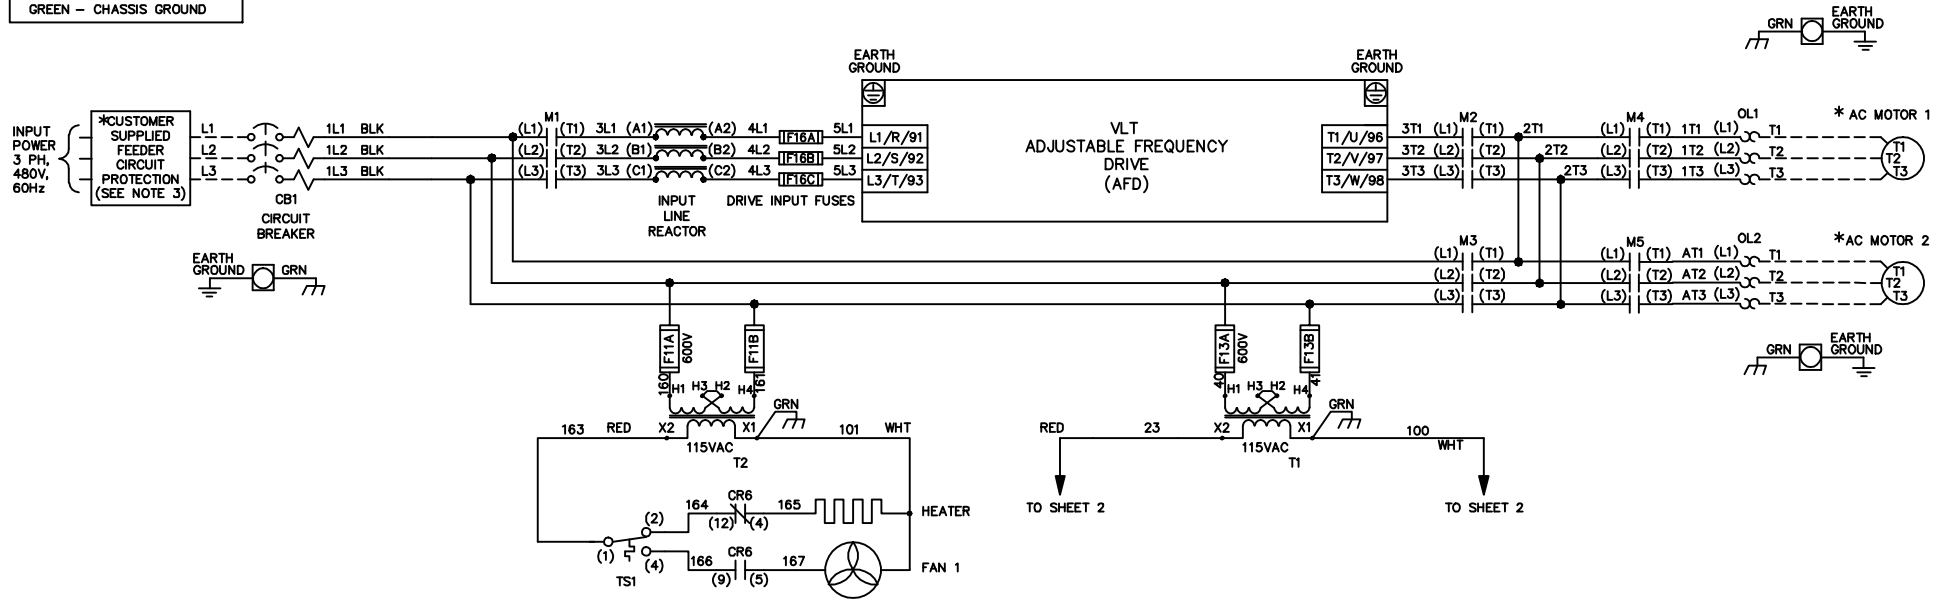 GREEN – CHASSIS GROUND
GRN
EARTH
GROUND
EARTH
GROUND
EARTH
GROUND
INPUT
POWER
3 PH,
480V,
60Hz
*CUSTOMER
SUPPLIED
FEEDER
CIRCUIT
PROTECTION
(SEE NOTE 3)
L1
L2
L3
CB1
CIRCUIT
BREAKER
1L1 BLK
1L2 BLK
1L3 BLK
M1
(L1) (T1) 3L1 (A1) (A2) 4L1 F16A 5L1
(L2) (T2) 3L2 (B1) (B2) 4L2 F16B 5L2
(L3) (T3) 3L3 (C1) (C2) 4L3 F16C 5L3
INPUT
LINE
REACTOR
DRIVE INPUT FUSES
L1/R/91
L2/S/92
L3/T/93
VLT
ADJUSTABLE FREQUENCY
DRIVE
(AFD)
T1/U/96
T2/V/97
T3/W/98
M2
M4
OL1
* AC MOTOR 1
3T1 (L1) (T1) 2T1 (L1) (T1) 1T1 (L1) T1
3T2 (L2) (T2) 2T2 (L2) (T2) 1T2 (L2) T2
3T3 (L3) (T3) 2T3 (L3) (T3) 1T3 (L3) T3
T1
T2
T3
EARTH
GROUND
GRN
M3
M5
OL2
*AC MOTOR 2
(L1) (T1) (L1) (T1) AT1 (L1) T1
(L2) (T2) (L2) (T2) AT2 (L2) T2
(L3) (T3) (L3) (T3) AT3 (L3) T3
T1
T2
T3
GRN
EARTH
GROUND
F11A
600V
F11B
160
161
H1 H3 H2 H4
GRN
163 RED X2 X1 101 WHT
115VAC
T2
F13A
600V
F13B
40
41
H1 H3 H2 H4
GRN
RED 23 X2 X1 100
WHT
115VAC
T1
TO SHEET 2
TO SHEET 2
164 CR6 165
(2) (12) (4)
HEATER
(1)
(4)
TS1
166 CR6 167
(9) (5)
FAN 1